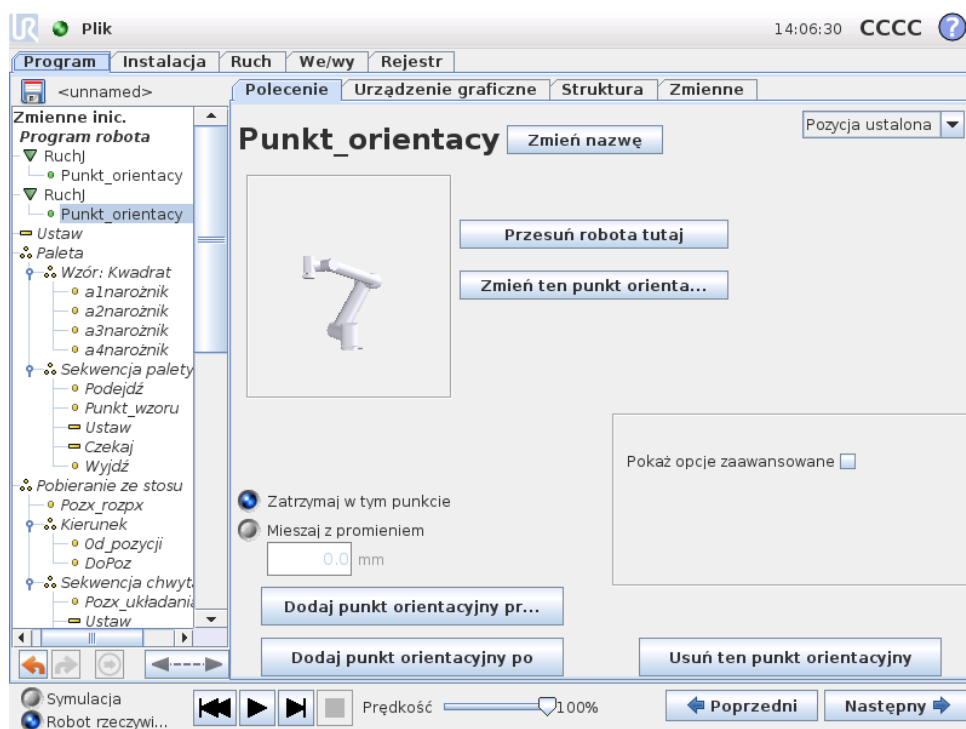 UR Plik 14:06:30 CCCC ?
Program Instalacja Ruch We/wy Rejestr
<unnamed>
Polecenie Urządzenie graficzne Struktura Zmienne
Zmienne inic.
Program robota
RuchJ
Punkt_orientacy
RuchJ
Punkt_orientacy
Ustaw
Paleta
Wzór: Kwadrat
a1narożnik
a2narożnik
a3narożnik
a4narożnik
Sekwencja palety
Podejdź
Punkt_wzoru
Ustaw
Czekaj
Wyjdź
Pobieranie ze stosu
Pozx_rozpx
Kierunek
Od_pozycji
DoPoz
Sekwencja chwyt
Pozx_układani
Ustaw
Punkt_orientacy
Zmień nazwę
Pozycja ustalona
Przesuń robota tutaj
Zmień ten punkt orienta...
Pokaż opcje zaawansowane
Zatrzymaj w tym punkcie
Mieszaj z promieniem
0.0 mm
Dodaj punkt orientacyjny pr...
Dodaj punkt orientacyjny po
Usuń ten punkt orientacyjny
Symulacja
Robot rzeczywi...
Prędkość 100%
Poprzedni
Następny